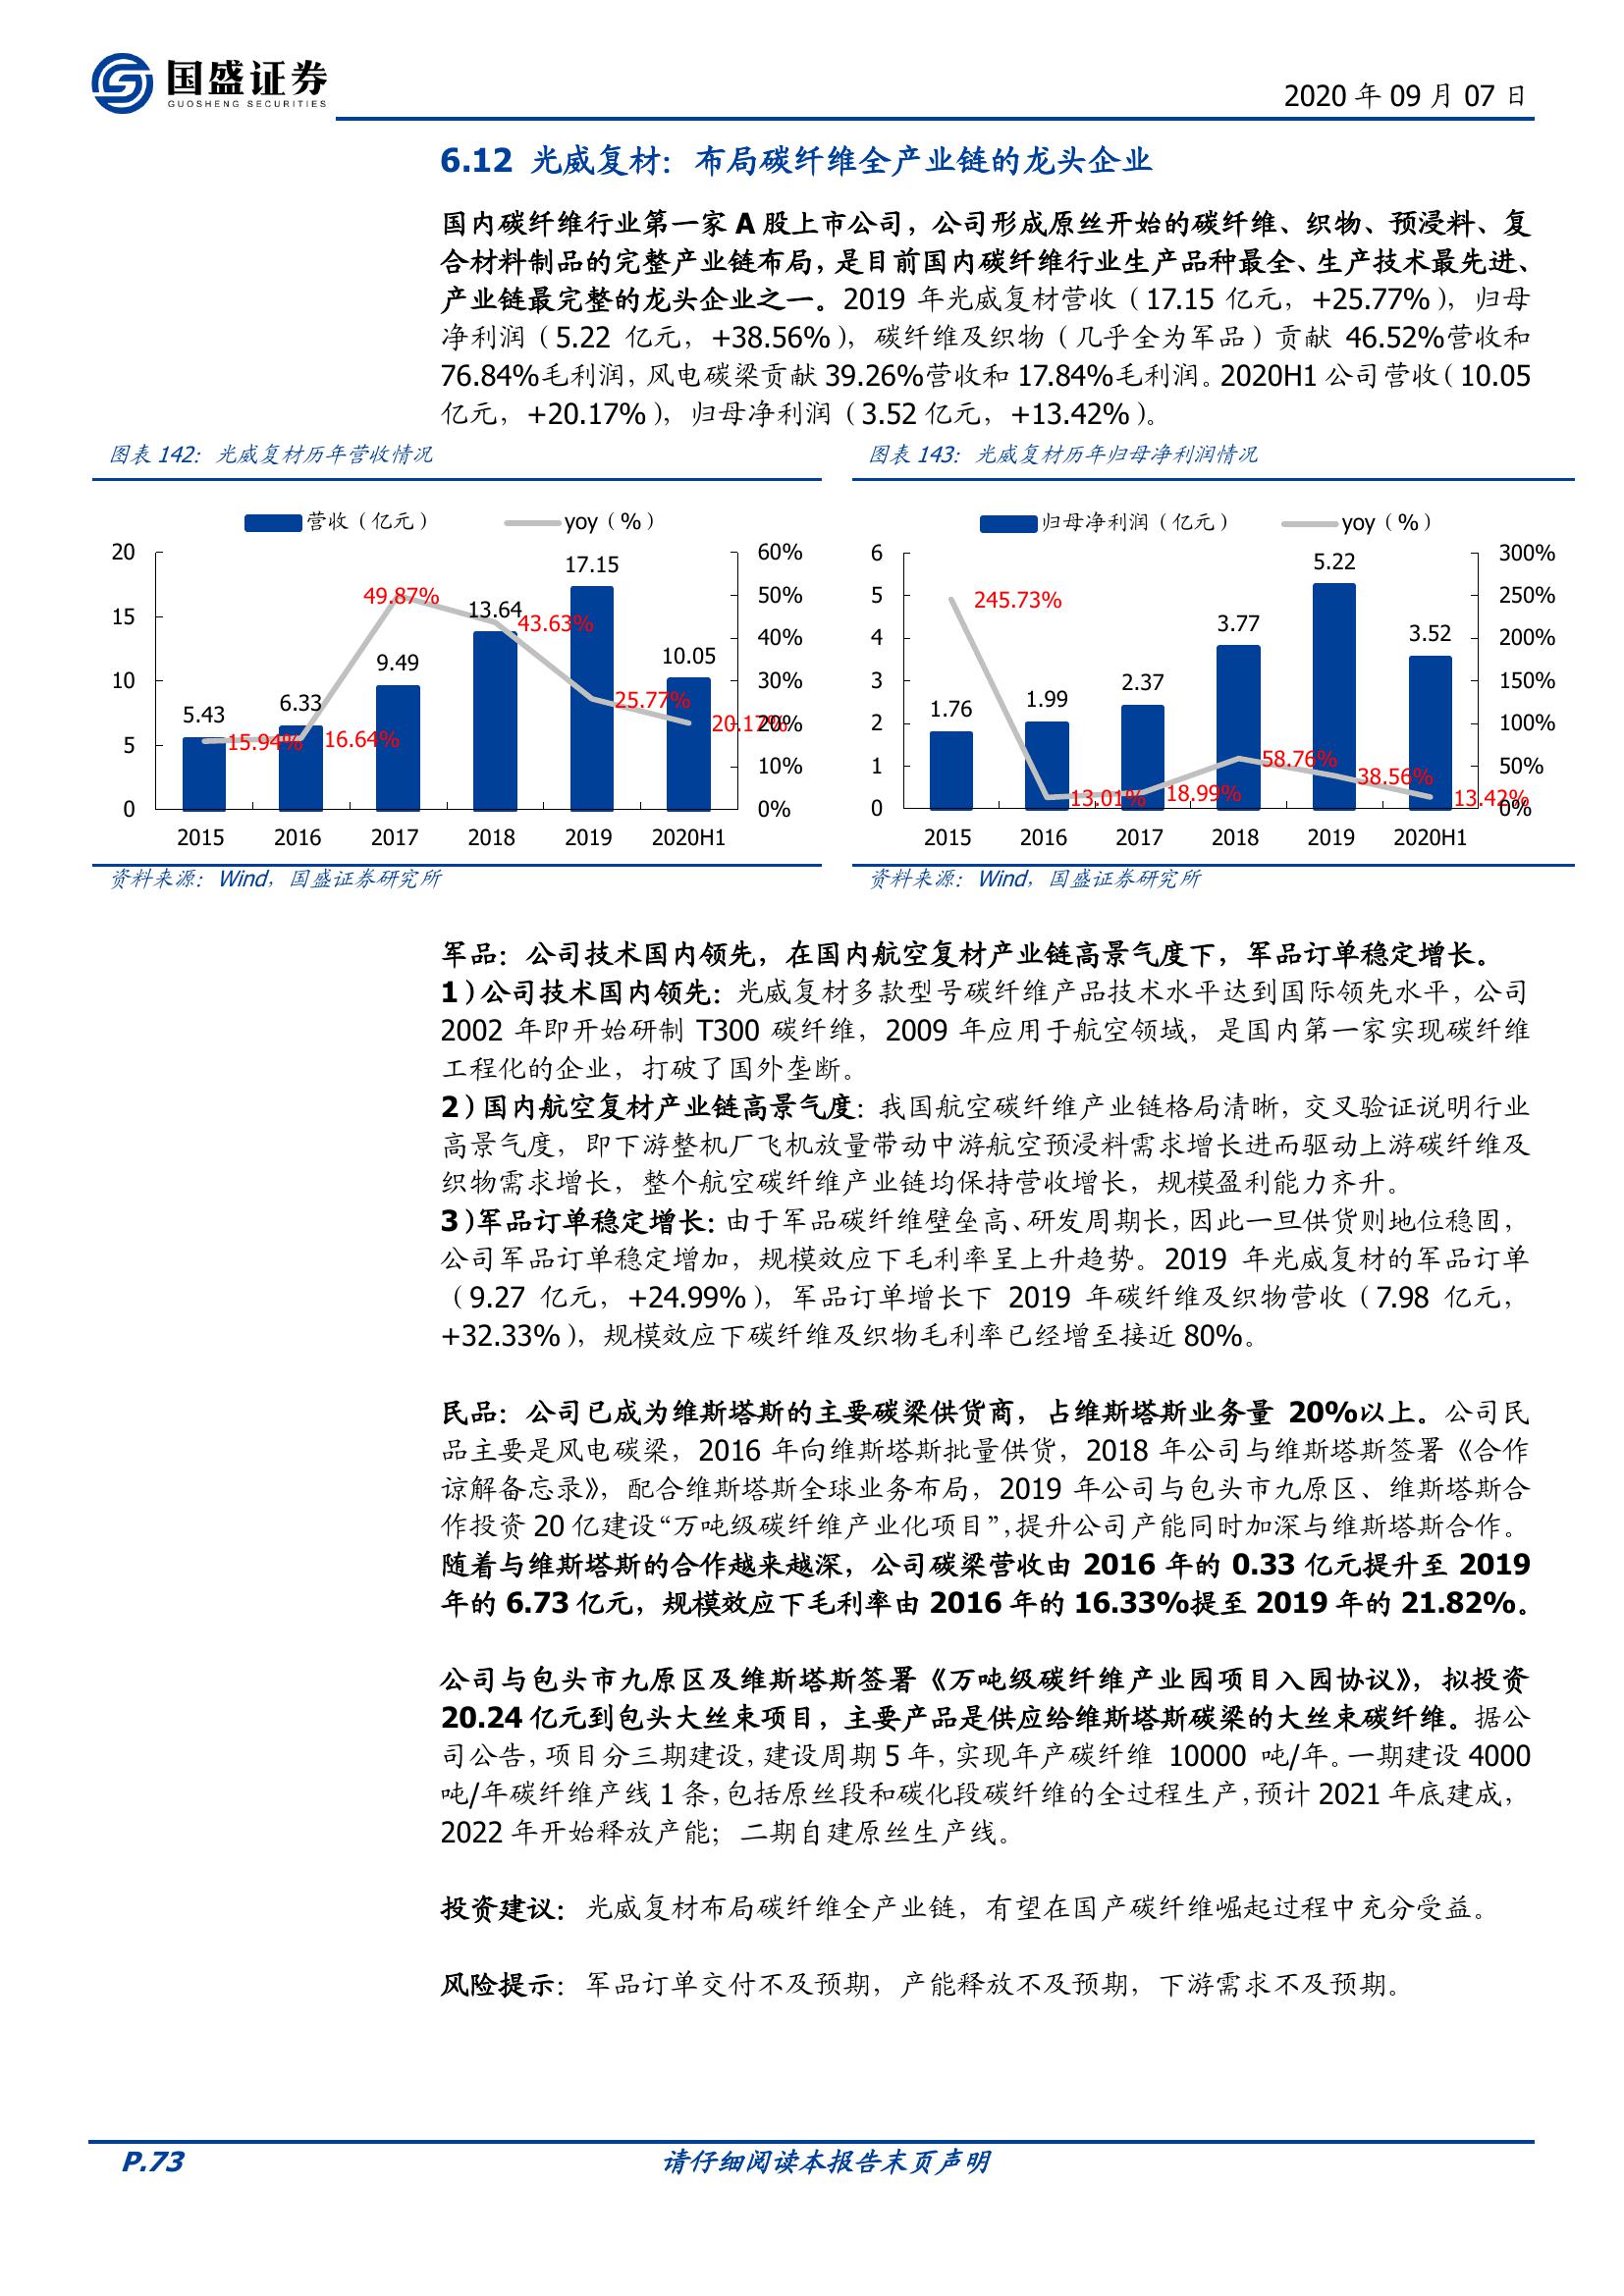 国盛证券
GUOSHENG SECURITIES
2020 年 09 月 07 日
6.12 光威复材：布局碳纤维全产业链的龙头企业
国内碳纤维行业第一家 A 股上市公司，公司形成原丝开始的碳纤维、织物、预浸料、复
合材料制品的完整产业链布局，是目前国内碳纤维行业生产品种最全、生产技术最先进、
产业链最完整的龙头企业之一。2019 年光威复材营收（17.15 亿元，+25.77%），归母
净利润（5.22 亿元，+38.56%），碳纤维及织物（几乎全为军品）贡献 46.52%营收和
76.84%毛利润，风电碳梁贡献 39.26%营收和 17.84%毛利润。2020H1 公司营收（10.05
亿元，+20.17%），归母净利润（3.52 亿元，+13.42%）。
图表 142：光威复材历年营收情况
营收（亿元） yoy（%）
20
15
10
5
0
60%
50%
40%
30%
20%
10%
0%
5.43
6.33
9.49
13.64
17.15
10.05
15.94%
16.64%
49.87%
43.63%
25.77%
20.17%
2015 2016 2017 2018 2019 2020H1
资料来源：Wind，国盛证券研究所
图表 143：光威复材历年归母净利润情况
归母净利润（亿元） yoy（%）
6
5
4
3
2
1
0
300%
250%
200%
150%
100%
50%
0%
1.76
1.99
2.37
3.77
5.22
3.52
245.73%
13.01%
18.99%
58.76%
38.56%
13.42%
2015 2016 2017 2018 2019 2020H1
资料来源：Wind，国盛证券研究所
军品：公司技术国内领先，在国内航空复材产业链高景气度下，军品订单稳定增长。
1）公司技术国内领先：光威复材多款型号碳纤维产品技术水平达到国际领先水平，公司
2002 年即开始研制 T300 碳纤维，2009 年应用于航空领域，是国内第一家实现碳纤维
工程化的企业，打破了国外垄断。
2）国内航空复材产业链高景气度：我国航空碳纤维产业链格局清晰，交叉验证说明行业
高景气度，即下游整机厂飞机放量带动中游航空预浸料需求增长进而驱动上游碳纤维及
织物需求增长，整个航空碳纤维产业链均保持营收增长，规模盈利能力齐升。
3）军品订单稳定增长：由于军品碳纤维壁垒高、研发周期长，因此一旦供货则地位稳固，
公司军品订单稳定增加，规模效应下毛利率呈上升趋势。2019 年光威复材的军品订单
（9.27 亿元，+24.99%），军品订单增长下 2019 年碳纤维及织物营收（7.98 亿元，
+32.33%），规模效应下碳纤维及织物毛利率已经增至接近 80%。
民品：公司已成为维斯塔斯的主要碳梁供货商，占维斯塔斯业务量 20%以上。公司民
品主要是风电碳梁，2016 年向维斯塔斯批量供货，2018 年公司与维斯塔斯签署《合作
谅解备忘录》，配合维斯塔斯全球业务布局，2019 年公司与包头市九原区、维斯塔斯合
作投资 20 亿建设“万吨级碳纤维产业化项目”，提升公司产能同时加深与维斯塔斯合作。
随着与维斯塔斯的合作越来越深，公司碳梁营收由 2016 年的 0.33 亿元提升至 2019
年的 6.73 亿元，规模效应下毛利率由 2016 年的 16.33%提至 2019 年的 21.82%。
公司与包头市九原区及维斯塔斯签署《万吨级碳纤维产业园项目入园协议》，拟投资
20.24 亿元到包头大丝束项目，主要产品是供应给维斯塔斯碳梁的大丝束碳纤维。据公
司公告，项目分三期建设，建设周期 5 年，实现年产碳纤维 10000 吨/年。一期建设 4000
吨/年碳纤维产线 1 条，包括原丝段和碳化段碳纤维的全过程生产，预计 2021 年底建成，
2022 年开始释放产能；二期自建原丝生产线。
投资建议：光威复材布局碳纤维全产业链，有望在国产碳纤维崛起过程中充分受益。
风险提示：军品订单交付不及预期，产能释放不及预期，下游需求不及预期。
P.73
请仔细阅读本报告末页声明